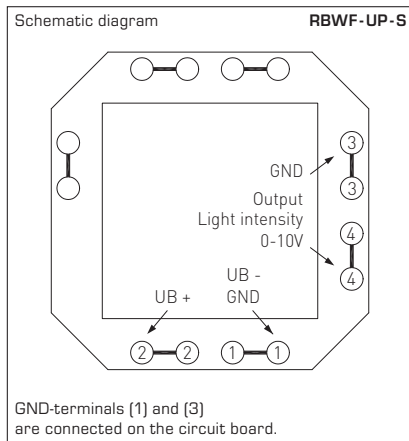 Schematic diagram RBWF-UP-S
3
GND
3
Output
Light intensity
0-10V
4
4
UB -
UB + GND
2 2 1 1
GND-terminals (1) and (3)
are connected on the circuit board.